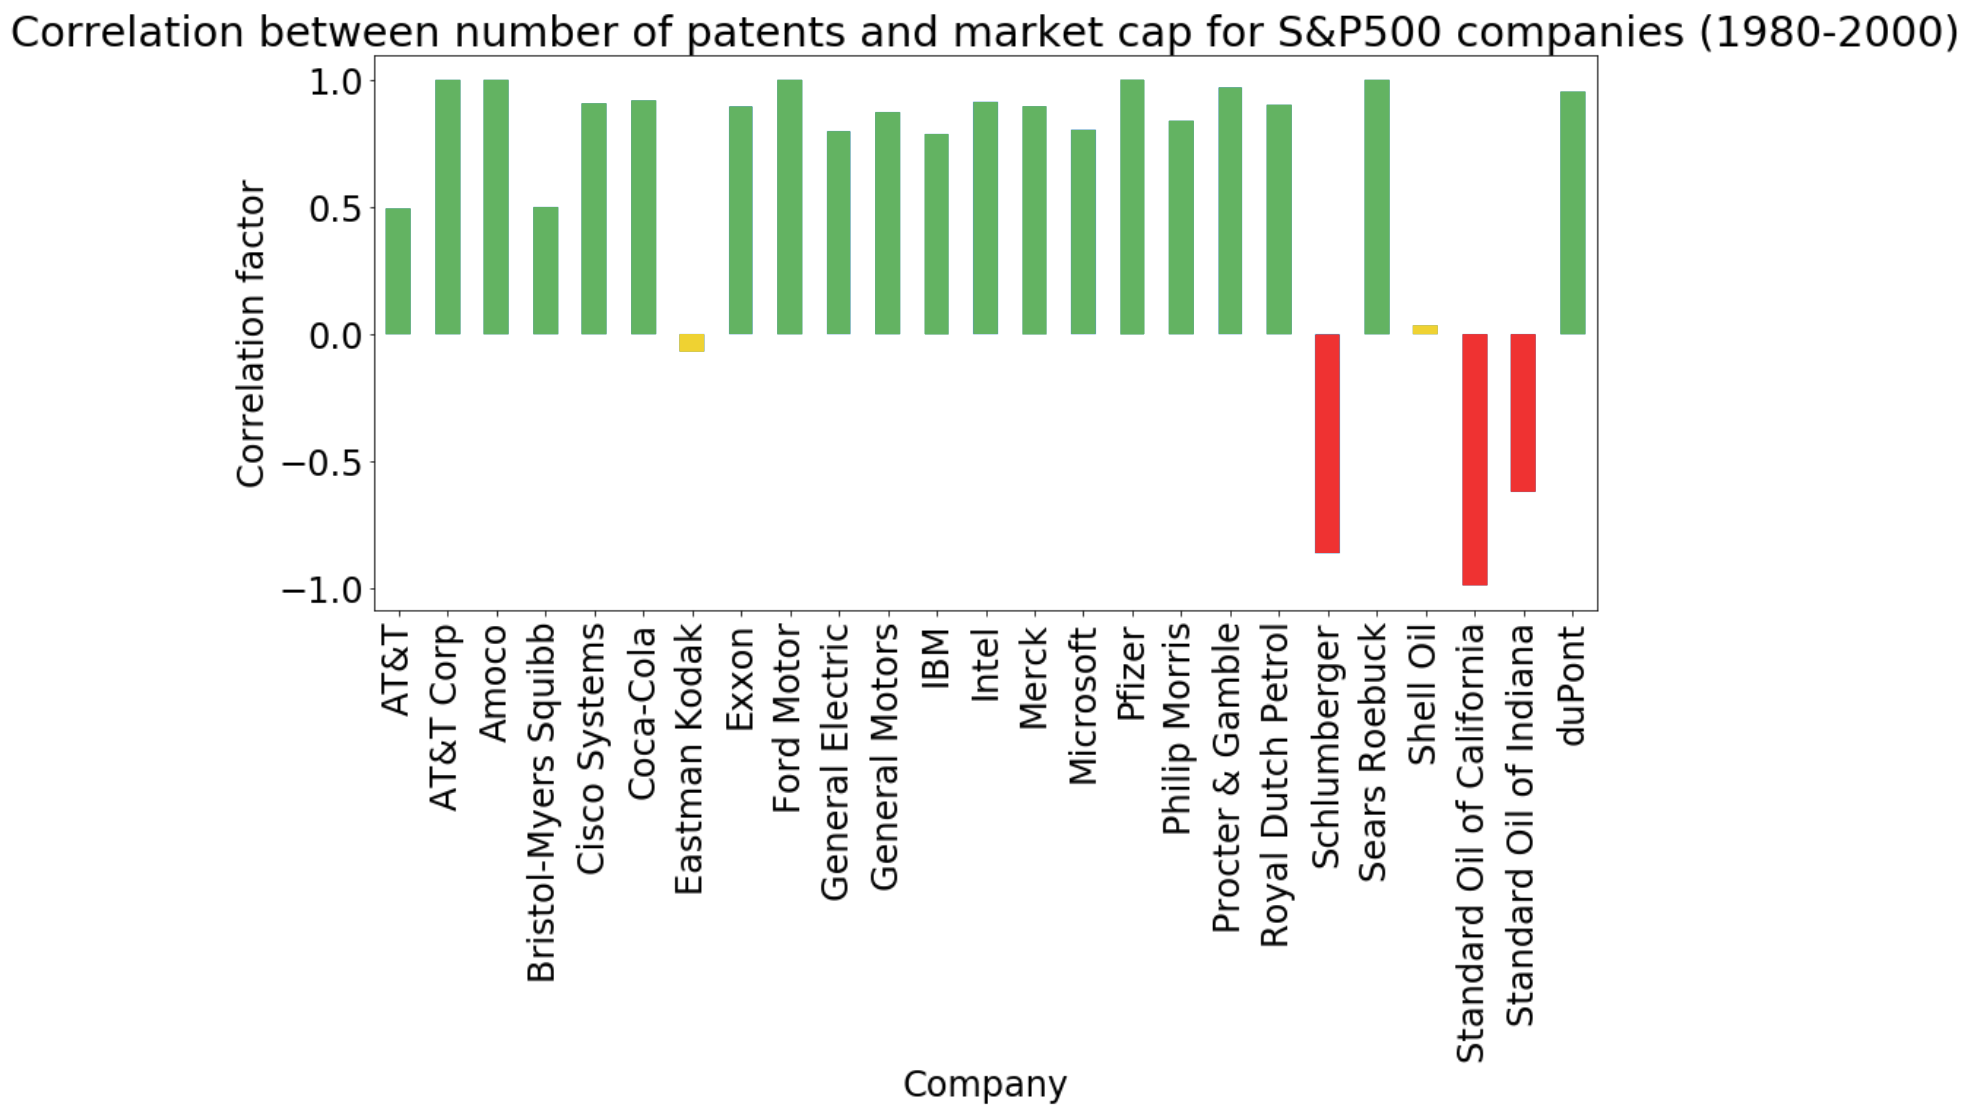 Correlation between number of patents and market cap for S&P500 companies (1980-2000)
1.0
0.5
0.0
−0.5
−1.0
Correlation factor
AT&T
AT&T Corp
Amoco
Bristol-Myers Squibb
Cisco Systems
Coca-Cola
Eastman Kodak
Exxon
Ford Motor
General Electric
General Motors
IBM
Intel
Merck
Microsoft
Pfizer
Philip Morris
Procter & Gamble
Royal Dutch Petrol
Schlumberger
Sears Roebuck
Shell Oil
Standard Oil of California
Standard Oil of Indiana
duPont
Company